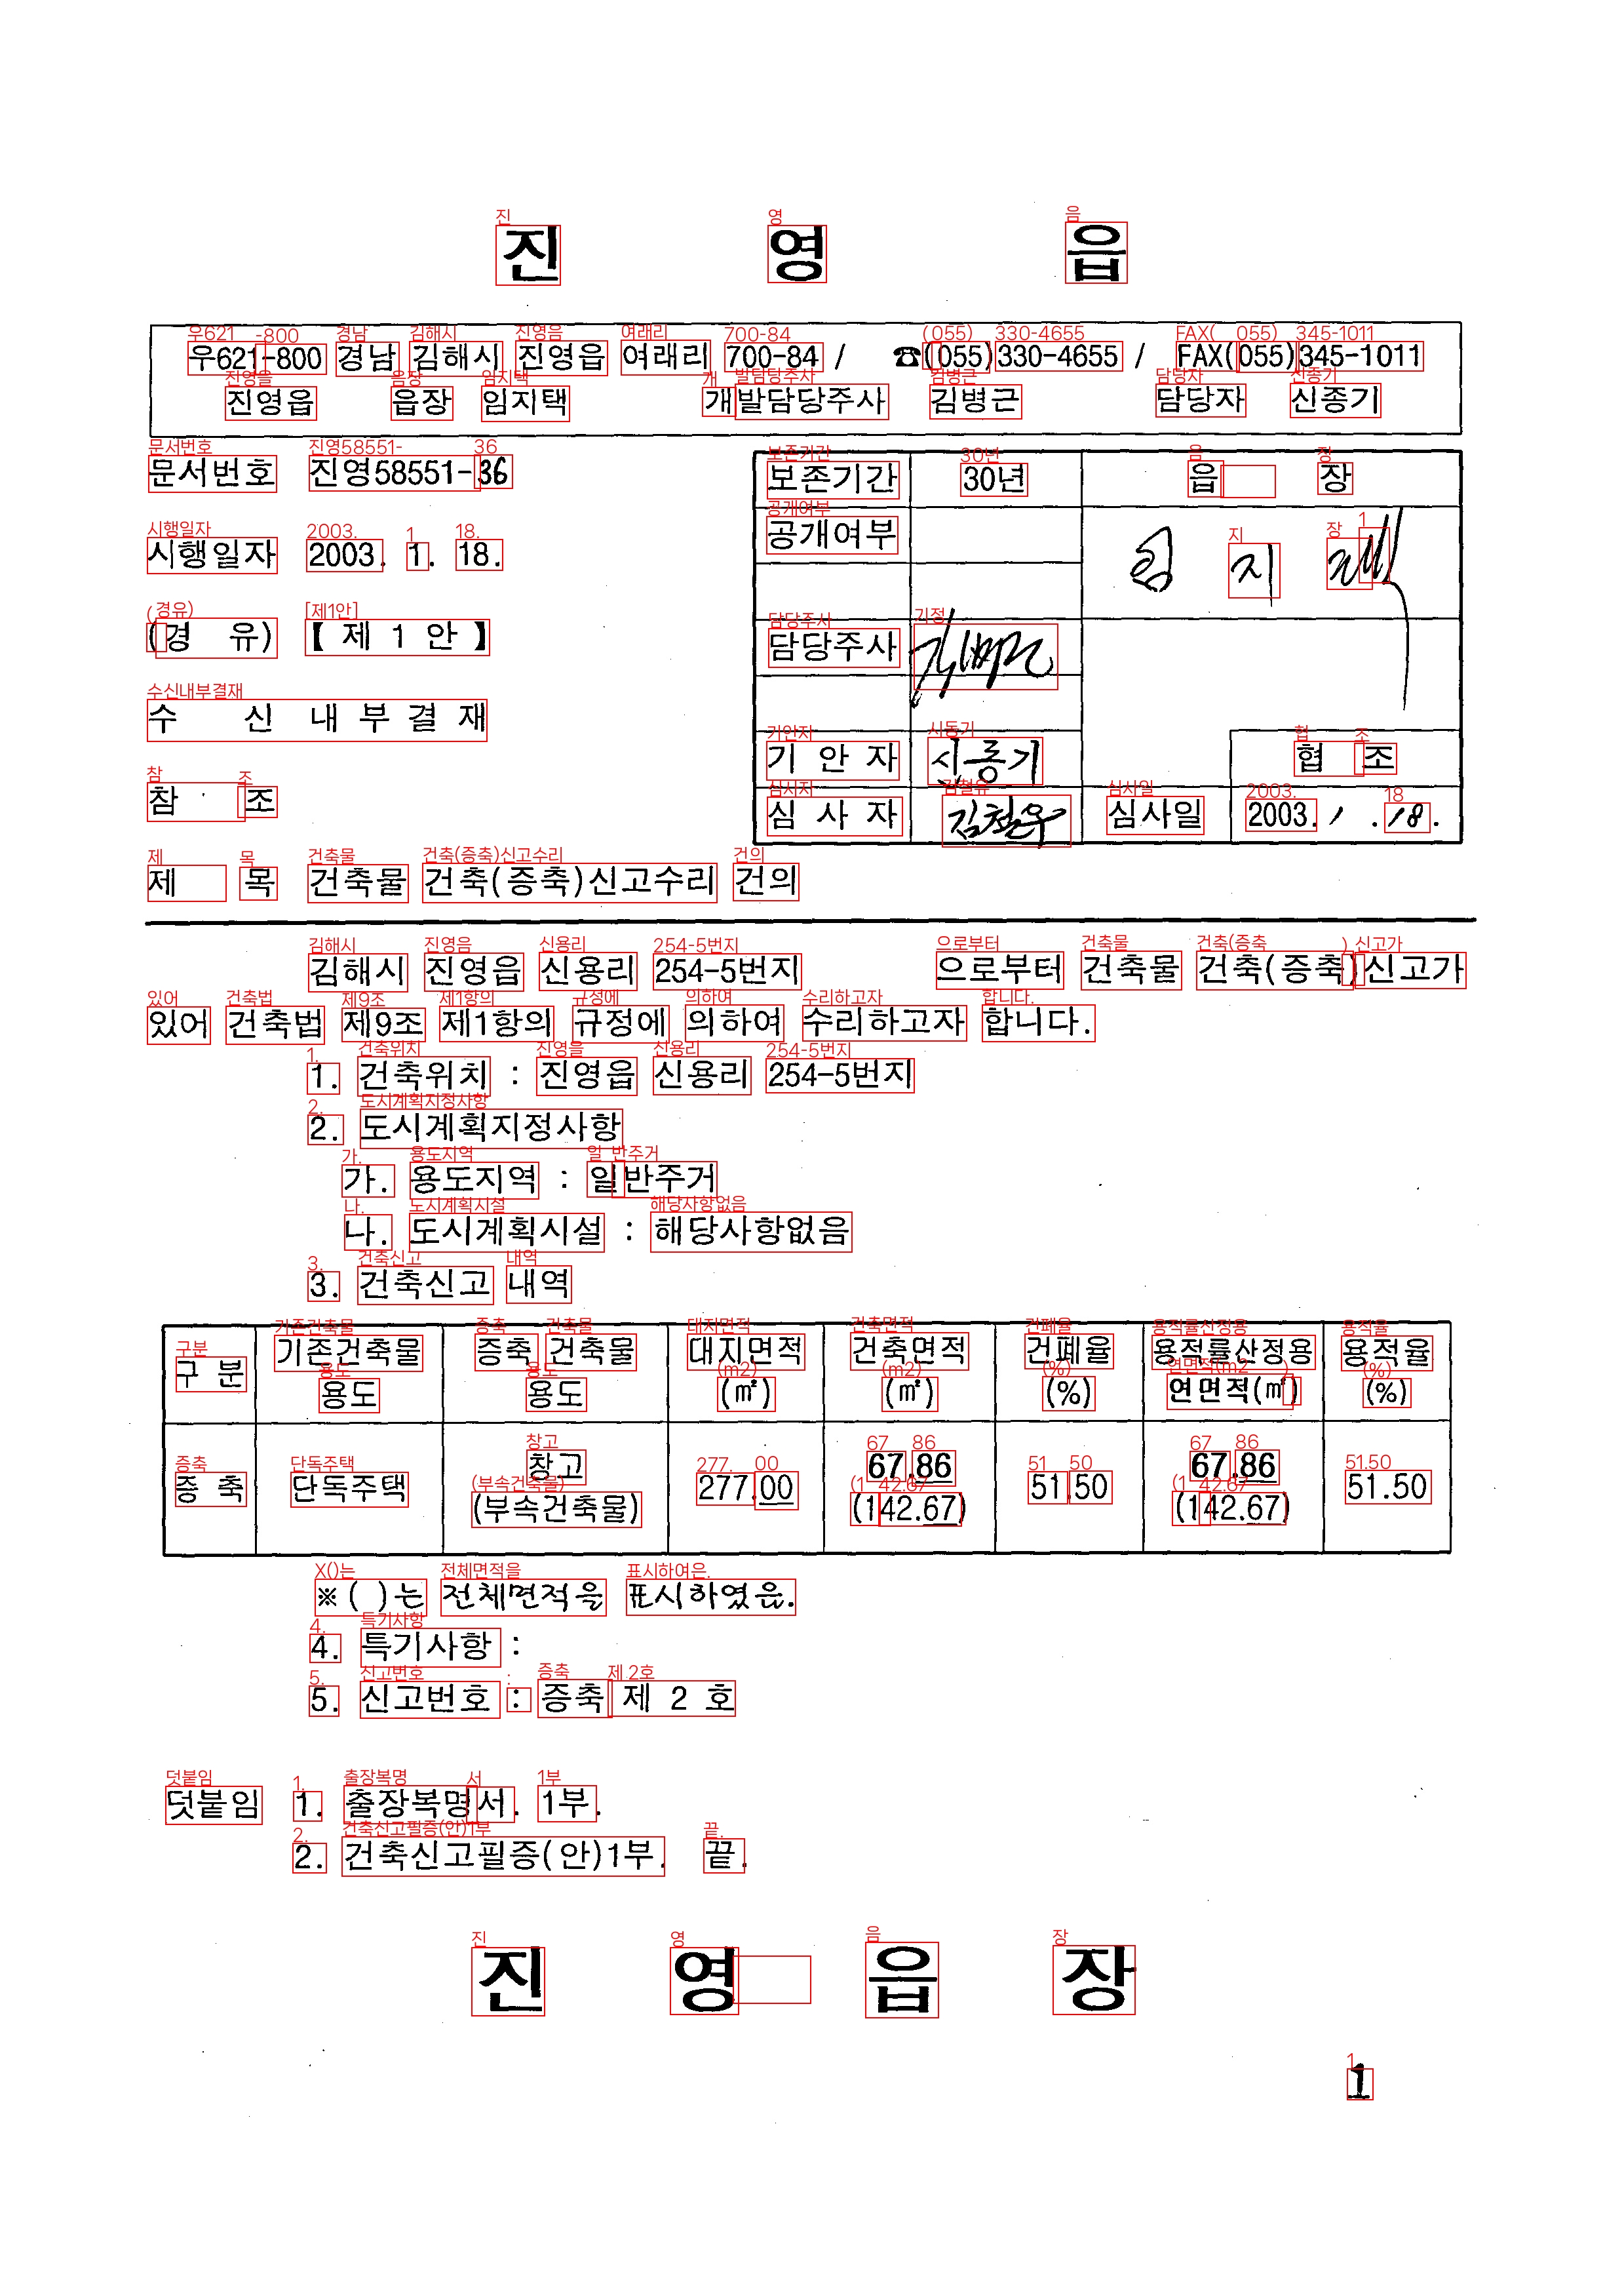 진 영 읍
우621-800 경남 김해시 진영읍 여래리 700-84 / ☎(055)330-4655 / FAX(055)345-1011
진영읍 읍장 임지택 개발담당주사 김병근 담당자 신종기
문서번호 진영58551-36
시행일자 2003. 1. 18.
(경 유) 【 제 1 안 】
수 신 내 부 결 재
참 조
보존기간 30년 읍 장
공개여부
담당주사
기 안 자 신종기 협 조
심 사 자 김철우 심사일 2003. 1 . 18.
제 목 건축물 건축(증축)신고수리 건의
김해시 진영읍 신용리 254-5번지 으로부터 건축물 건축(증축)신고가
있어 건축법 제9조 제1항의 규정에 의하여 수리하고자 합니다.
1. 건축위치 : 진영읍 신용리 254-5번지
2. 도시계획지정사항
가. 용도지역 : 일반주거
나. 도시계획시설 : 해당사항없음
3. 건축신고 내역
구 분 기존건축물 용도 증축 건축물 용도 대지면적 (㎡) 건축면적 (㎡) 건폐율 (%) 용적률산정용 연면적(㎡) 용적율 (%)
증 축 단독주택 창고 (부속건축물) 277.00 67.86 (142.67) 51.50 67.86 (142.67) 51.50
※( )는 전체면적을 표시하였음.
4. 특기사항 :
5. 신고번호 : 증축 제 2 호
덧붙임 1. 출장복명서. 1부.
2. 건축신고필증(안)1부. 끝.
진 영 읍 장
1